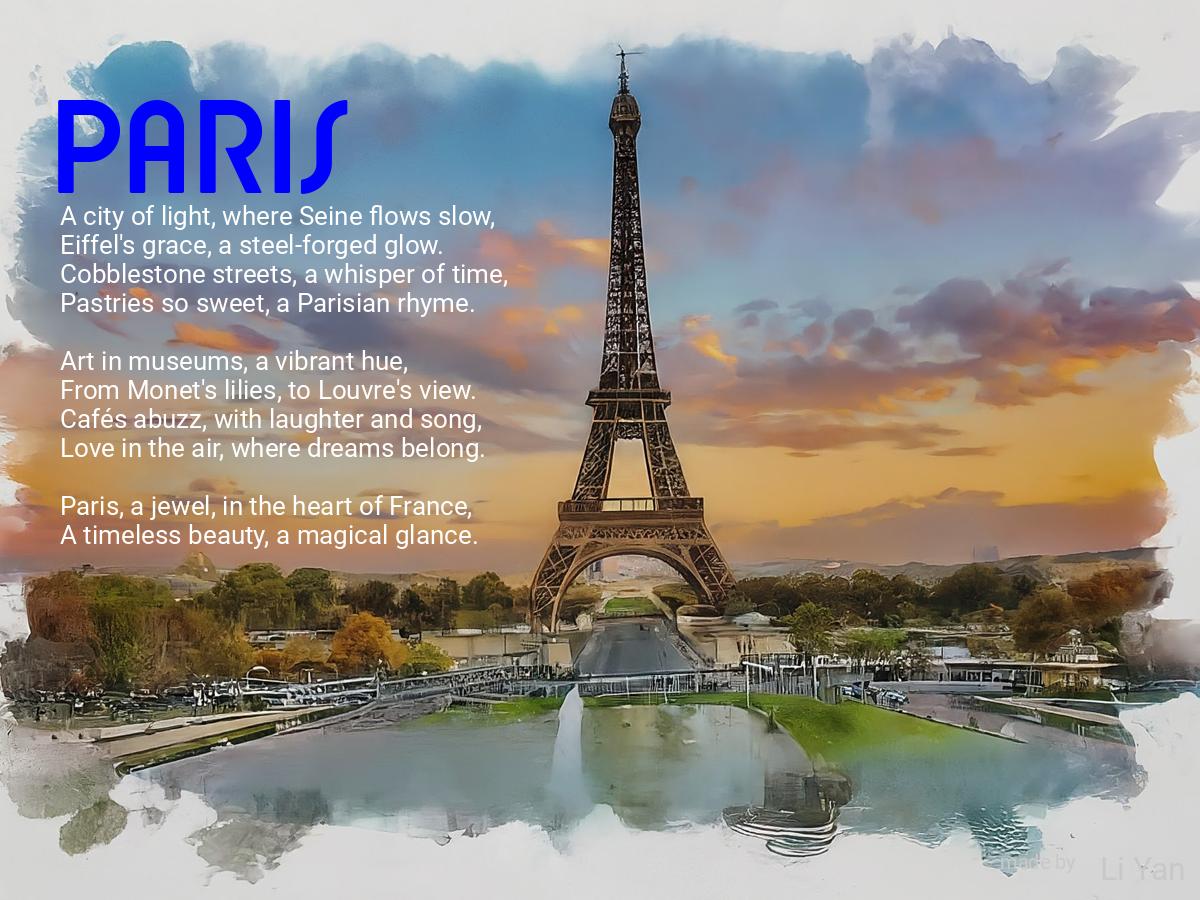 PARIS
A city of light, where Seine flows slow,
Eiffel's grace, a steel-forged glow.
Cobblestone streets, a whisper of time,
Pastries so sweet, a Parisian rhyme.
Art in museums, a vibrant hue,
From Monet's lilies, to Louvre's view.
Cafés abuzz, with laughter and song,
Love in the air, where dreams belong.
Paris, a jewel, in the heart of France,
A timeless beauty, a magical glance.
made by Li Yan